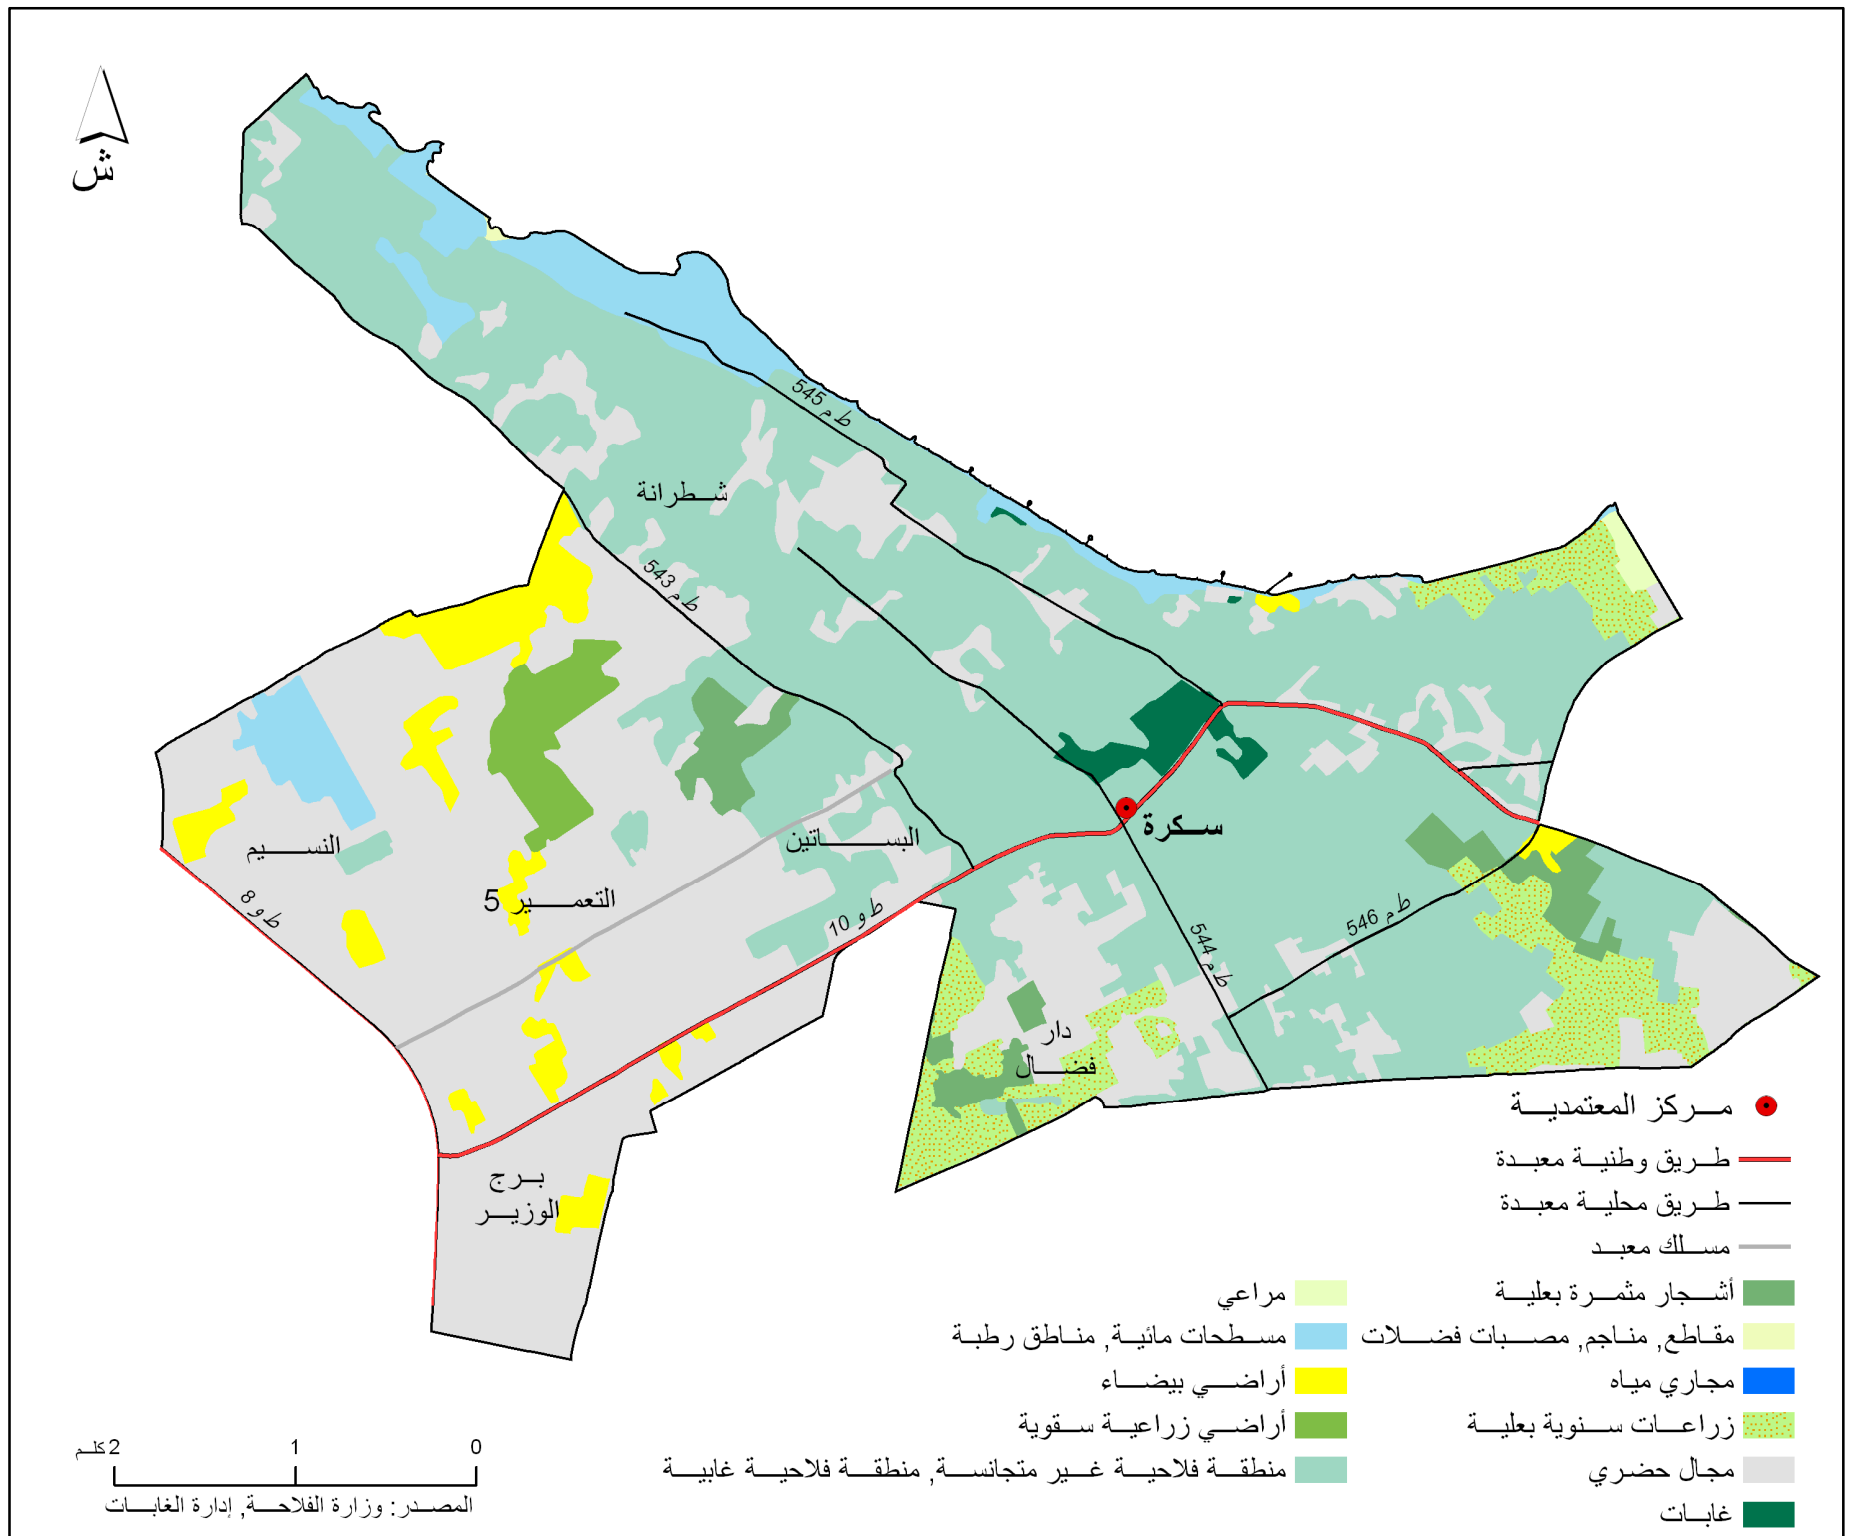 ش
ط م 545
شطرانة
ط م 543
سكرة
البساتين
النسيم
التعمير 5
ط و 8
ط و 10
ط م 546
ط م 544
دار
فضال
برج
الوزير
مركز المعتمدية
طريق وطنية معبدة
طريق محلية معبدة
مسلك معبد
أشجار مثمرة بعلية
مقاطع, مناجم, مصبات فضلات
مجاري مياه
زراعات سنوية بعلية
مجال حضري
غابات
مراعي
مسطحات مائية, مناطق رطبة
أراضي بيضاء
أراضي زراعية سقوية
منطقة فلاحية غير متجانسة, منطقة فلاحية غابية
2 كلم 1 0
المصدر: وزارة الفلاحة, إدارة الغابات